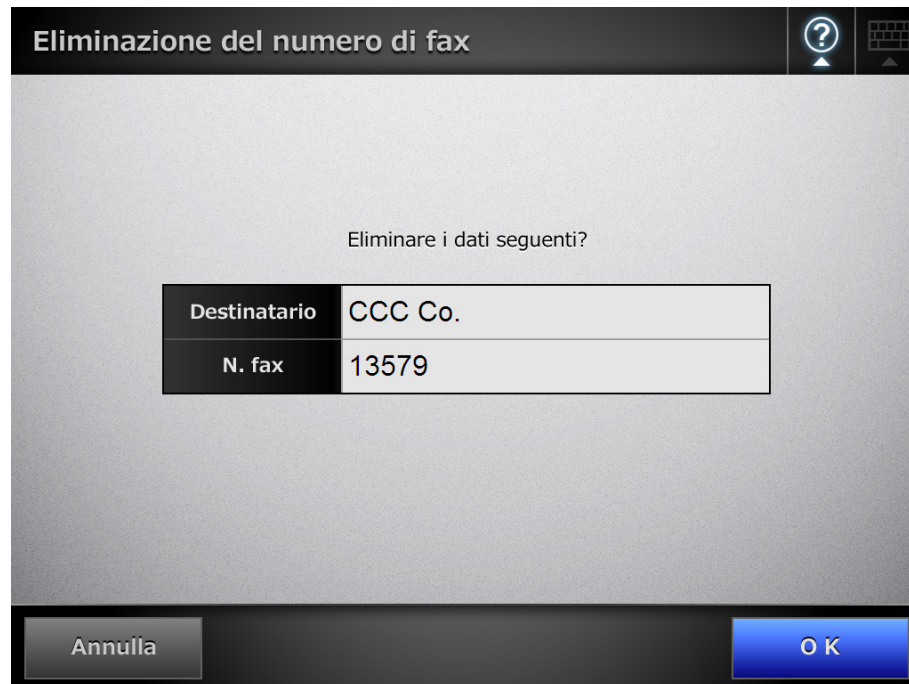 Eliminazione del numero di fax
?
Eliminare i dati seguenti?
Destinatario CCC Co.
N. fax 13579
Annulla OK